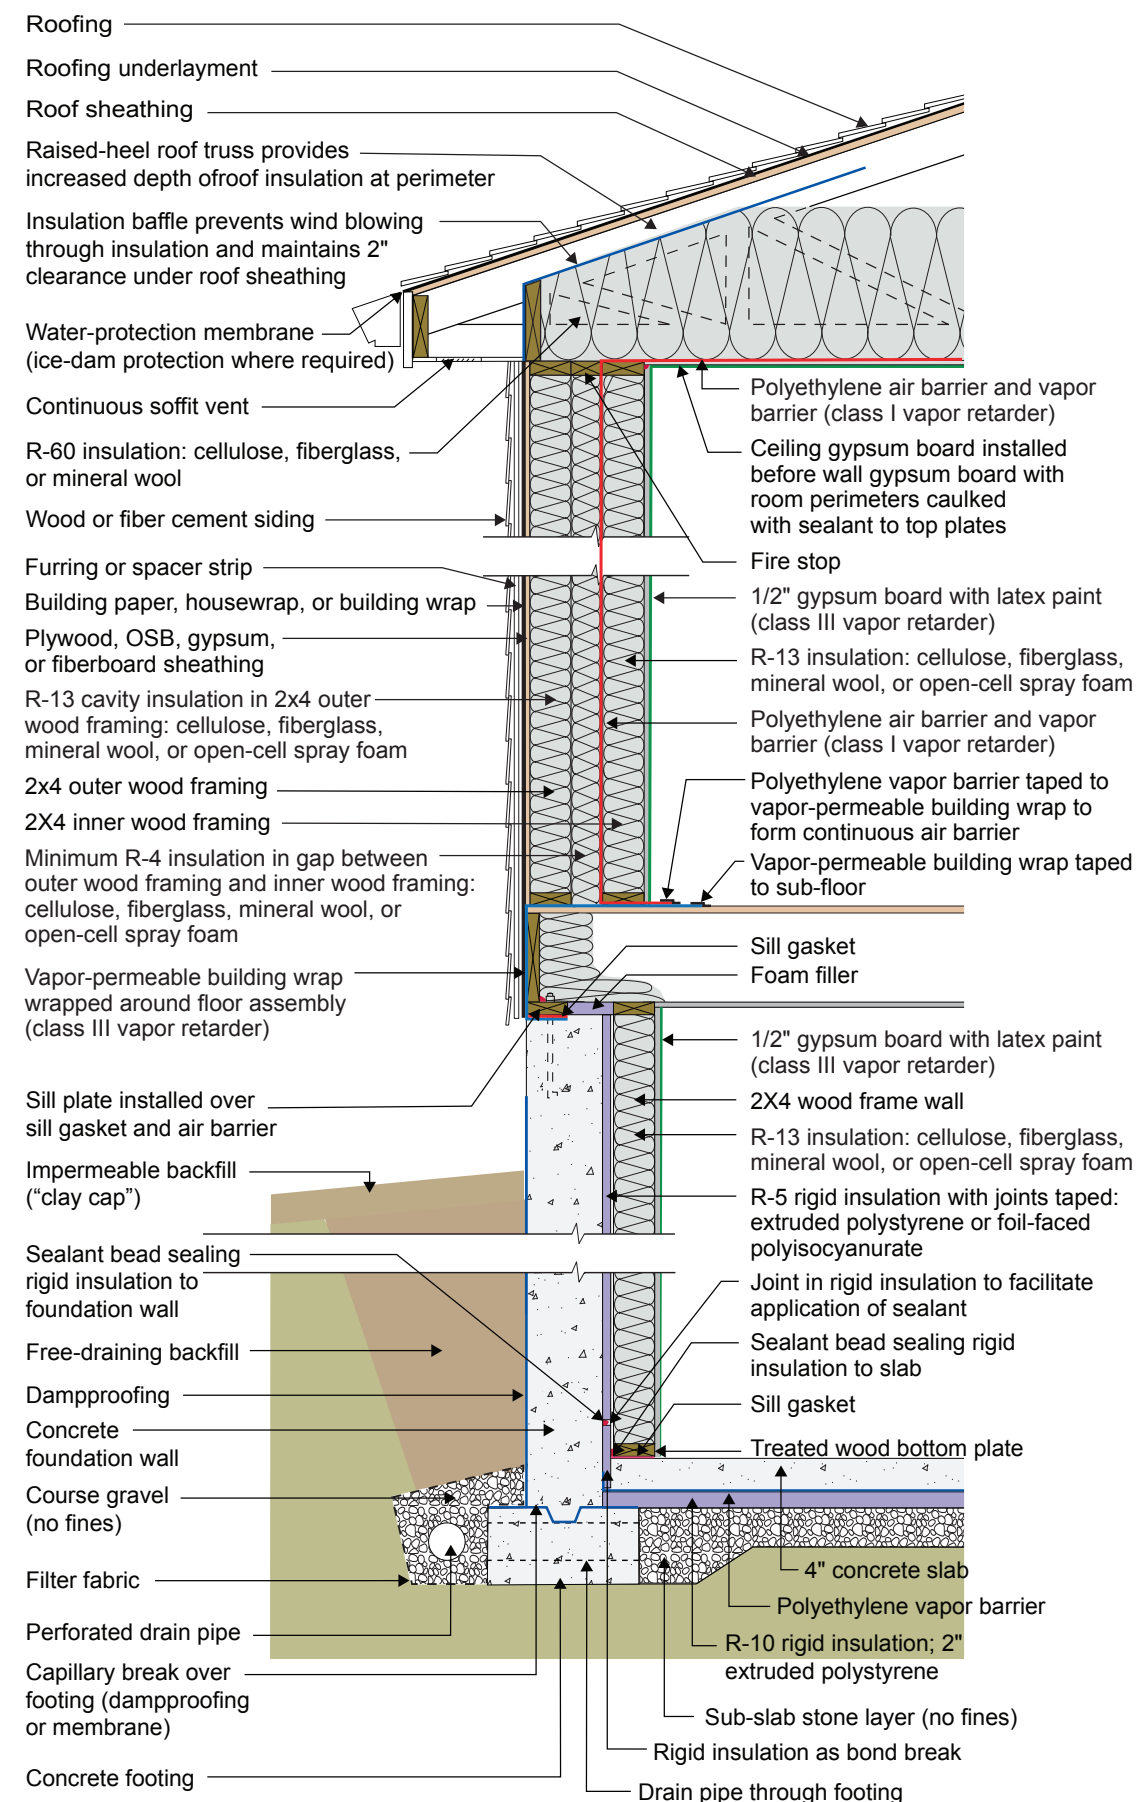 Roofing
Roofing underlayment
Roof sheathing
Raised-heel roof truss provides
increased depth ofroof insulation at perimeter
Insulation baffle prevents wind blowing
through insulation and maintains 2"
clearance under roof sheathing
Water-protection membrane
(ice-dam protection where required)
Continuous soffit vent
R-60 insulation: cellulose, fiberglass,
or mineral wool
Wood or fiber cement siding
Furring or spacer strip
Building paper, housewrap, or building wrap
Plywood, OSB, gypsum,
or fiberboard sheathing
R-13 cavity insulation in 2x4 outer
wood framing: cellulose, fiberglass,
mineral wool, or open-cell spray foam
2x4 outer wood framing
2X4 inner wood framing
Minimum R-4 insulation in gap between
outer wood framing and inner wood framing:
cellulose, fiberglass, mineral wool, or
open-cell spray foam
Vapor-permeable building wrap
wrapped around floor assembly
(class III vapor retarder)
Sill plate installed over
sill gasket and air barrier
Impermeable backfill
(“clay cap”)
Sealant bead sealing
rigid insulation to
foundation wall
Free-draining backfill
Dampproofing
Concrete
foundation wall
Course gravel
(no fines)
Filter fabric
Perforated drain pipe
Capillary break over
footing (dampproofing
or membrane)
Concrete footing
Polyethylene air barrier and vapor
barrier (class I vapor retarder)
Ceiling gypsum board installed
before wall gypsum board with
room perimeters caulked
with sealant to top plates
Fire stop
1/2" gypsum board with latex paint
(class III vapor retarder)
R-13 insulation: cellulose, fiberglass,
mineral wool, or open-cell spray foam
Polyethylene air barrier and vapor
barrier (class I vapor retarder)
Polyethylene vapor barrier taped to
vapor-permeable building wrap to
form continuous air barrier
Vapor-permeable building wrap taped
to sub-floor
Sill gasket
Foam filler
1/2" gypsum board with latex paint
(class III vapor retarder)
2X4 wood frame wall
R-13 insulation: cellulose, fiberglass,
mineral wool, or open-cell spray foam
R-5 rigid insulation with joints taped:
extruded polystyrene or foil-faced
polyisocyanurate
Joint in rigid insulation to facilitate
application of sealant
Sealant bead sealing rigid
insulation to slab
Sill gasket
Treated wood bottom plate
4" concrete slab
Polyethylene vapor barrier
R-10 rigid insulation; 2"
extruded polystyrene
Sub-slab stone layer (no fines)
Rigid insulation as bond break
Drain pipe through footing